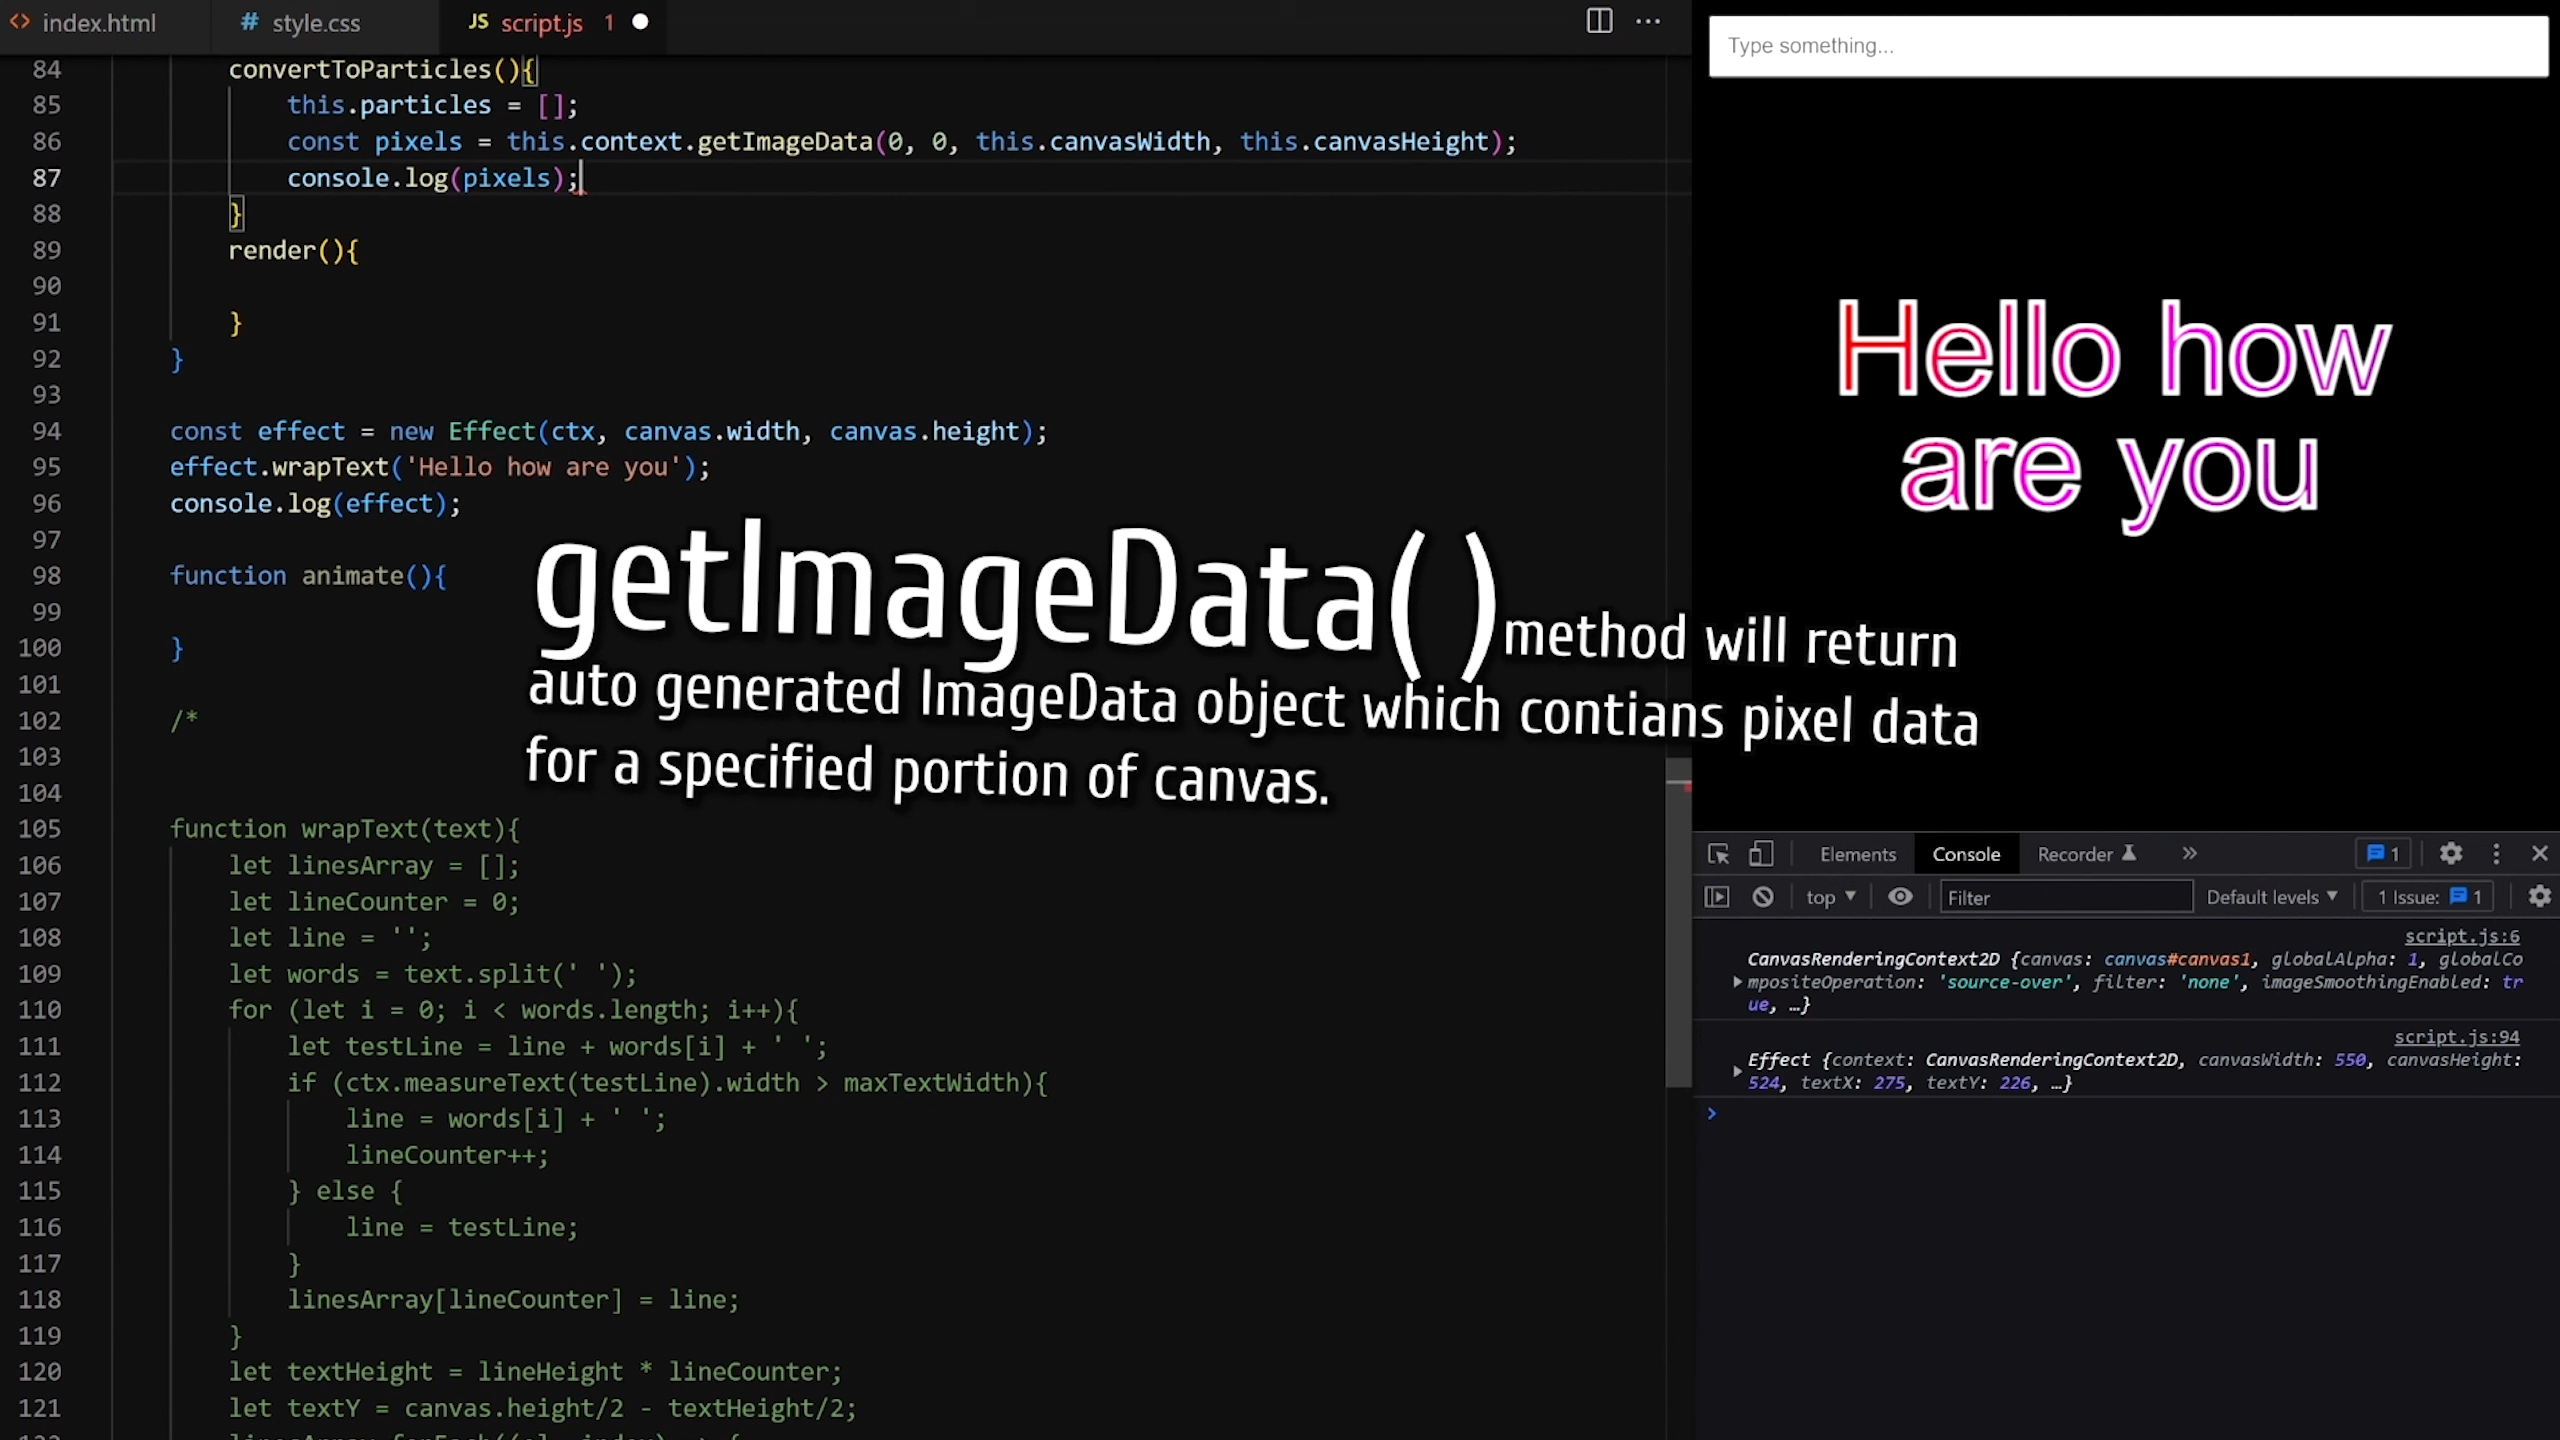 index.html
style.css
JS script.js 1
84 convertToParticles(){
85 this.particles = [];
86 const pixels = this.context.getImageData(0, 0, this.canvasWidth, this.canvasHeight);
87 console.log(pixels);
88 }
89 render(){
90
91 }
92 }
93
94 const effect = new Effect(ctx, canvas.width, canvas.height);
95 effect.wrapText('Hello how are you');
96 console.log(effect);
97
98 function animate(){
99
100 }
101
102 /*
103
104
105 function wrapText(text){
106 let linesArray = [];
107 let lineCounter = 0;
108 let line = '';
109 let words = text.split(' ');
110 for (let i = 0; i < words.length; i++){
111 let testLine = line + words[i] + ' ';
112 if (ctx.measureText(testLine).width > maxTextWidth){
113 line = words[i] + ' ';
114 lineCounter++;
115 } else {
116 line = testLine;
117 }
118 linesArray[lineCounter] = line;
119 }
120 let textHeight = lineHeight * lineCounter;
121 let textY = canvas.height/2 - textHeight/2;
getImageData() method will return
auto generated ImageData object which contians pixel data
for a specified portion of canvas.
Type something...
Hello how
are you
Elements Console Recorder » 1
top Filter Default levels 1 Issue: 1
script.js:6
CanvasRenderingContext2D {canvas: canvas#canvas1, globalAlpha: 1, globalCo
mpositeOperation: 'source-over', filter: 'none', imageSmoothingEnabled: tr
ue, …}
script.js:94
Effect {context: CanvasRenderingContext2D, canvasWidth: 550, canvasHeight:
524, textX: 275, textY: 226, …}